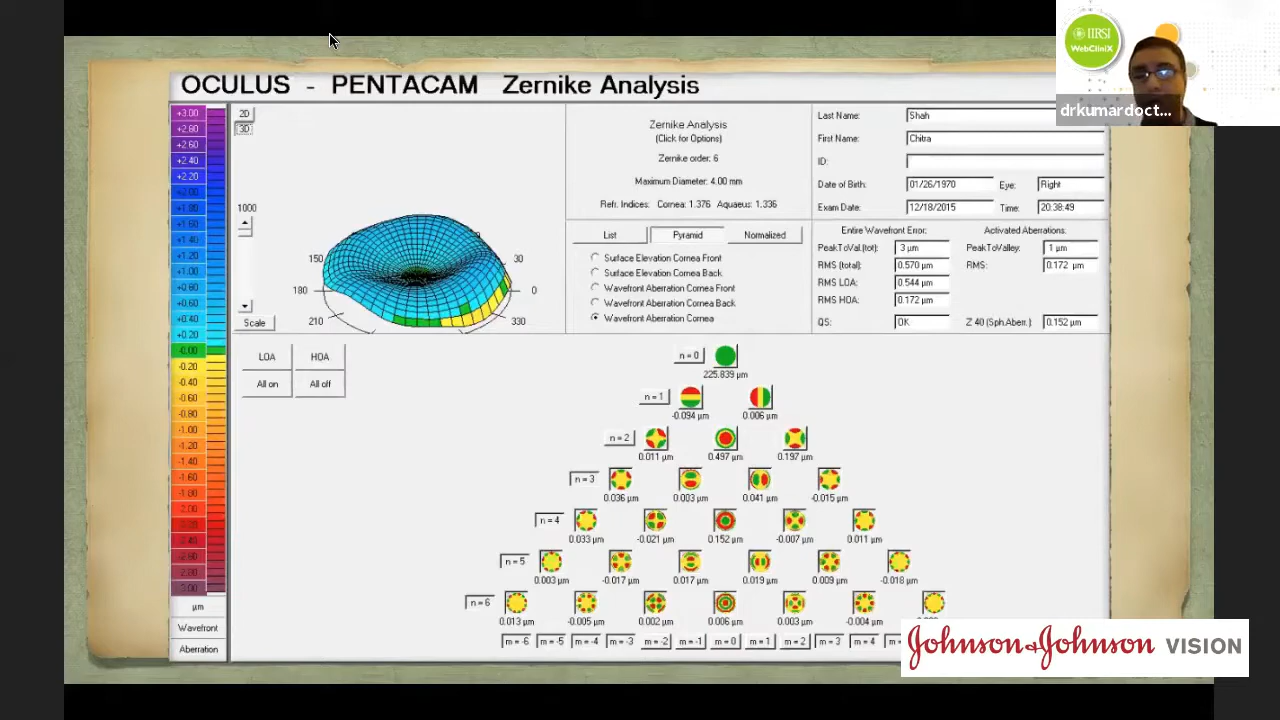 IIRSI
WebCliniX
drkumardoct...
OCULUS - PENTACAM Zernike Analysis
+3.00
+2.80
+2.60
+2.40
+2.20
+2.00
+1.80
+1.60
+1.40
+1.20
+1.00
+0.80
+0.60
+0.40
+0.20
-0.00
-0.20
-0.40
-0.60
-0.80
-1.00
-1.20
-1.40
-1.60
-1.80
-2.00
-2.40
-2.60
-2.80
-3.00
µm
Wavefront
Aberration
2D
3D
1000
Scale
150
180
210
30
0
330
Zernike Analysis
(Click for Options)
Zernike order: 6
Maximum Diameter: 4.00 mm
Refr. Indices: Cornea: 1.376 Aquaeus: 1.336
List Pyramid Normalized
Surface Elevation Cornea Front
Surface Elevation Cornea Back
Wavefront Aberration Cornea Front
Wavefront Aberration Cornea Back
Wavefront Aberration Cornea
Last Name: Shah
First Name: Chitra
ID:
Date of Birth: 01/26/1970 Eye: Right
Exam Date: 12/18/2015 Time: 20:38:49
Entire Wavefront Error: Activated Aberrations:
PeakToVal.(tot): 3 µm PeakToValley: 1 µm
RMS (total): 0.570 µm RMS: 0.172 µm
RMS LOA: 0.544 µm
RMS HOA: 0.172 µm
QS: OK Z 40 (Sph.Aberr.) 0.152 µm
LOA HOA
All on All off
n = 0
225.839 µm
n = 1
-0.094 µm 0.006 µm
n = 2
0.011 µm 0.497 µm 0.197 µm
n = 3
0.036 µm 0.003 µm 0.041 µm -0.015 µm
n = 4
0.033 µm -0.021 µm 0.152 µm -0.007 µm 0.011 µm
n = 5
0.003 µm -0.017 µm 0.017 µm 0.019 µm 0.009 µm -0.018 µm
n = 6
0.013 µm -0.005 µm 0.002 µm 0.006 µm 0.003 µm -0.004 µm
m = -6 m = -5 m = -4 m = -3 m = -2 m = -1 m = 0 m = 1 m = 2 m = 3 m = 4 m =
Johnson & Johnson VISION